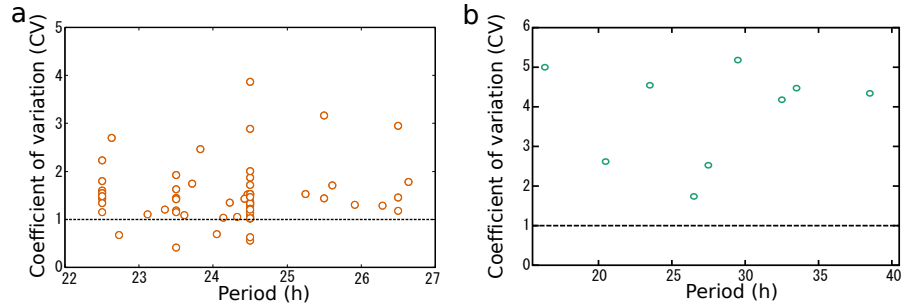 a
Coefficient of variation (CV)
5
4
3
2
1
0
22 23 24 25 26 27
Period (h)
b
Coefficient of variation (CV)
6
5
4
3
2
1
0
20 25 30 35 40
Period (h)